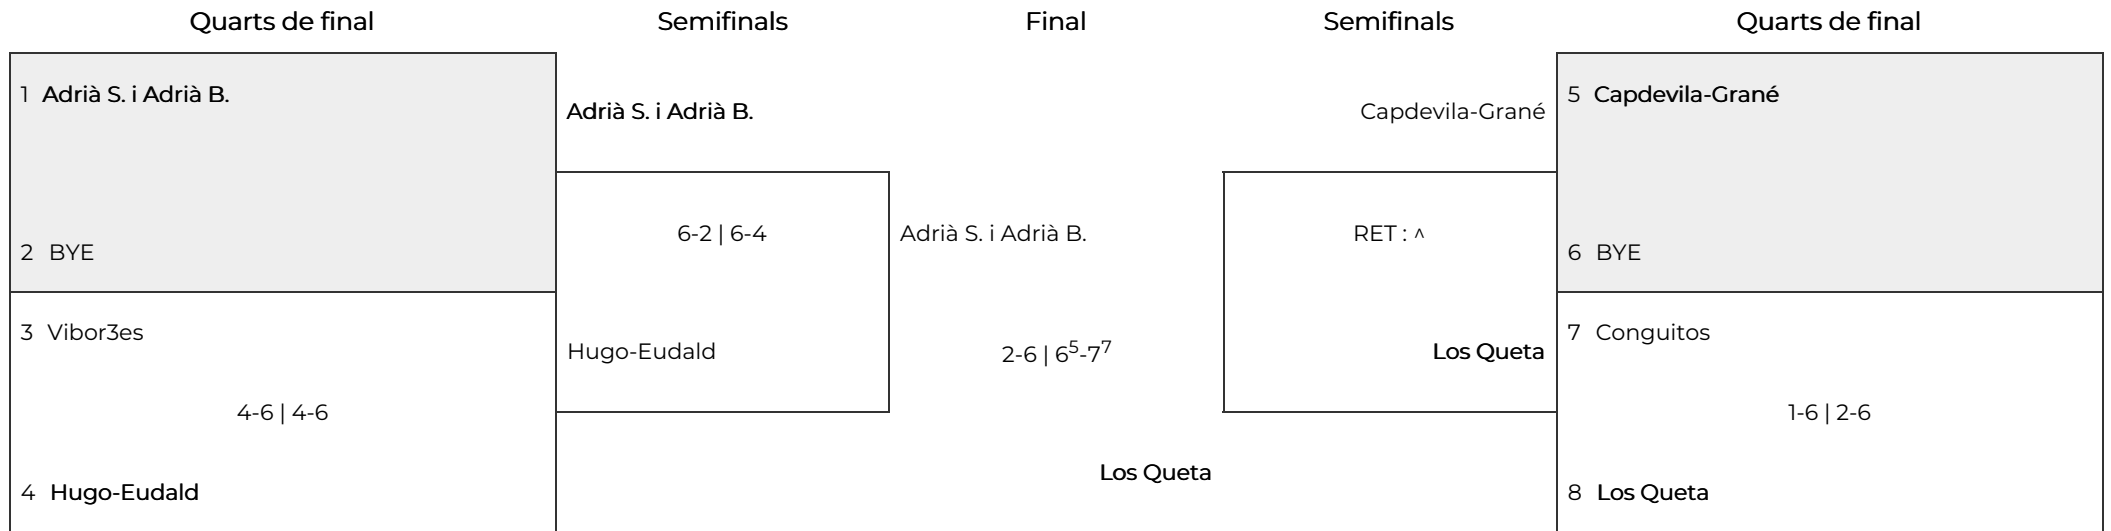 Quarts de final
Semifinals
Final
Semifinals
Quarts de final
1 Adrià S. i Adrià B.
2 BYE
3 Vibor3es
4-6 | 4-6
4 Hugo-Eudald
Adrià S. i Adrià B.
6-2 | 6-4
Hugo-Eudald
Adrià S. i Adrià B.
2-6 | 6⁵-7⁷
Los Queta
Capdevila-Grané
RET : ^
Los Queta
5 Capdevila-Grané
6 BYE
7 Conguitos
1-6 | 2-6
8 Los Queta